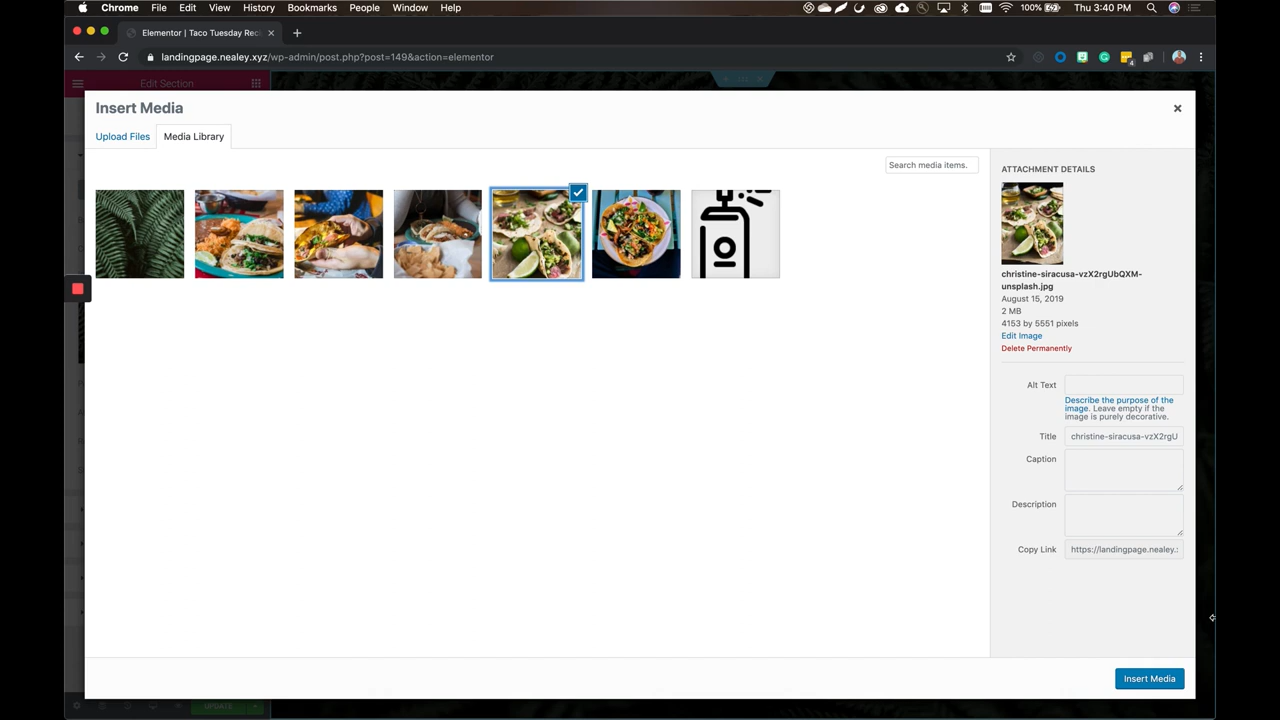 Chrome File Edit View History Bookmarks People Window Help
100% Thu 3:40 PM
Elementor | Taco Tuesday Reci
landingpage.nealey.xyz/wp-admin/post.php?post=149&action=elementor
Edit Section
Insert Media
Upload Files Media Library
Search media items.
ATTACHMENT DETAILS
christine-siracusa-vzX2rgUbQXM-
unsplash.jpg
August 15, 2019
2 MB
4153 by 5551 pixels
Edit Image
Delete Permanently
Alt Text
Describe the purpose of the
image. Leave empty if the
image is purely decorative.
Title christine-siracusa-vzX2rgU
Caption
Description
Copy Link https://landingpage.nealey.:
Insert Media
UPDATE